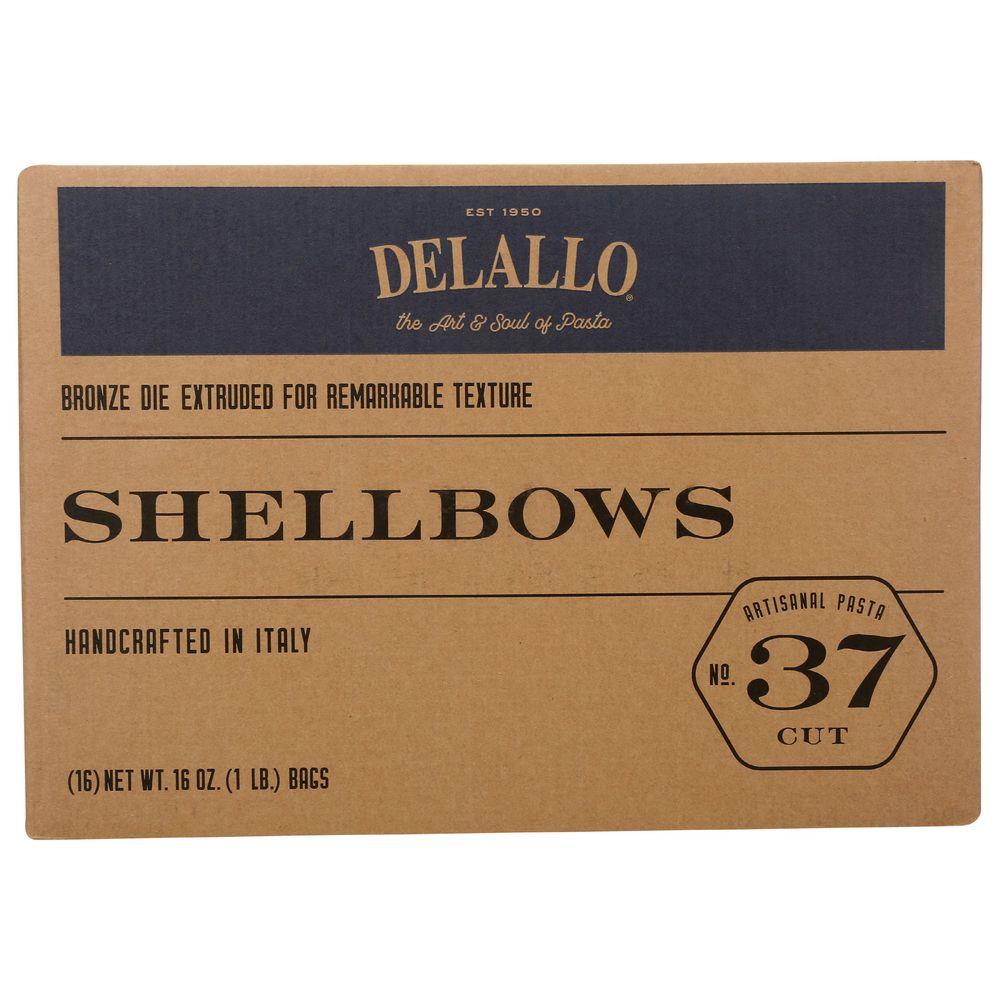 EST 1950
DELALLO®
the Art & Soul of Pasta
BRONZE DIE EXTRUDED FOR REMARKABLE TEXTURE
SHELLBOWS
HANDCRAFTED IN ITALY
ARTISANAL PASTA
No. 37
CUT
(16) NET WT. 16 OZ. (1 LB.) BAGS